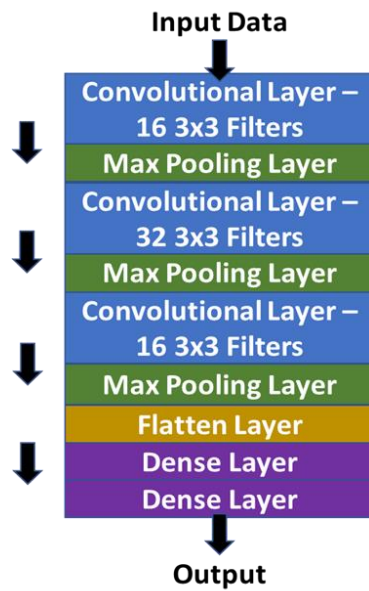 Input Data
Convolutional Layer –
16 3x3 Filters
Max Pooling Layer
Convolutional Layer –
32 3x3 Filters
Max Pooling Layer
Convolutional Layer –
16 3x3 Filters
Max Pooling Layer
Flatten Layer
Dense Layer
Dense Layer
Output